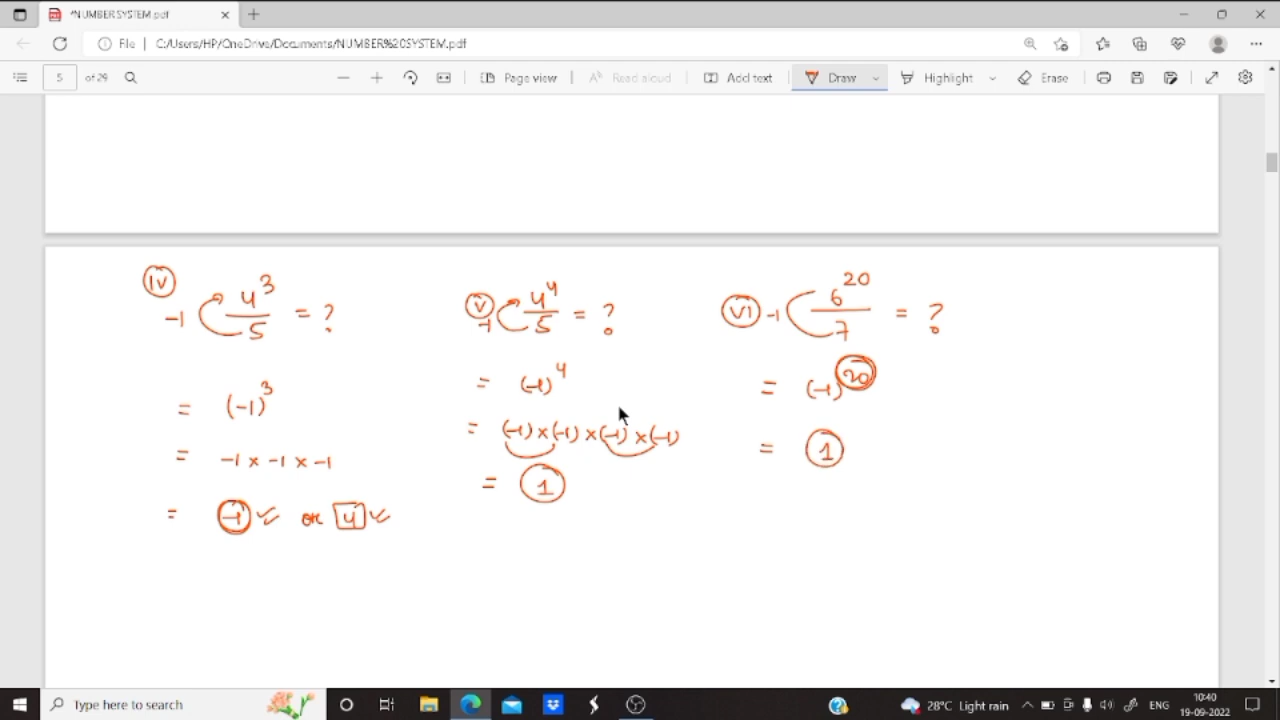 *NUMBER SYSTEM.pdf
File | C:/Users/HP/OneDrive/Documents/NUMBER%20SYSTEM.pdf
5 of 29 Page view Read aloud Add text Draw Highlight Erase
(iv) -1 4^3/5 = ?
= (-1)^3
= -1 x -1 x -1
= -1 or 4
(v) -1 4^4/5 = ?
= (-1)^4
= (-1) x (-1) x (-1) x (-1)
= 1
(vi) -1 6^20/7 = ?
= (-1)^20
= 1
Type here to search
28°C Light rain ENG 10:40
19-09-2022